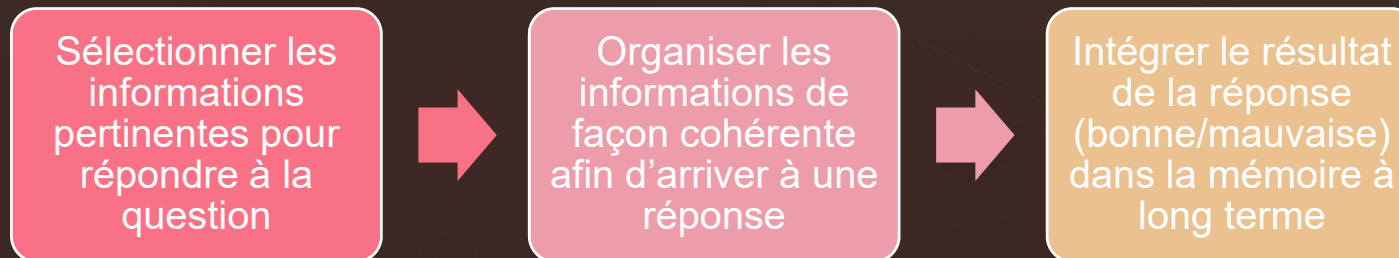 Sélectionner les
informations
pertinentes pour
répondre à la
question
Organiser les
informations de
façon cohérente
afin d’arriver à une
réponse
Intégrer le résultat
de la réponse
(bonne/mauvaise)
dans la mémoire à
long terme